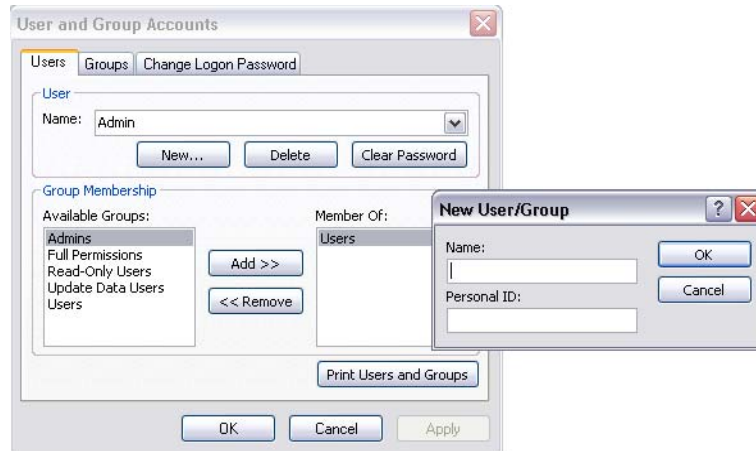 User and Group Accounts
Users Groups Change Logon Password
User
Name: Admin
New... Delete Clear Password
Group Membership
Available Groups:
Admins
Full Permissions
Read-Only Users
Update Data Users
Users
Add >>
<< Remove
Member Of:
Users
Print Users and Groups
OK Cancel Apply
New User/Group
Name:
Personal ID:
OK
Cancel